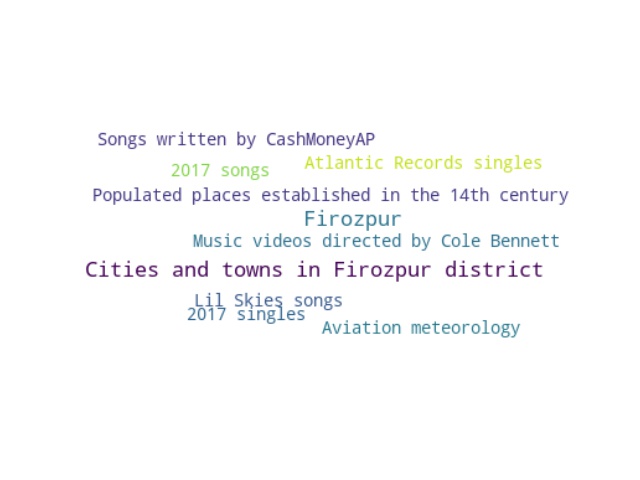 Songs written by CashMoneyAP
Atlantic Records singles
2017 songs
Populated places established in the 14th century
Firozpur
Music videos directed by Cole Bennett
Cities and towns in Firozpur district
Lil Skies songs
2017 singles
Aviation meteorology